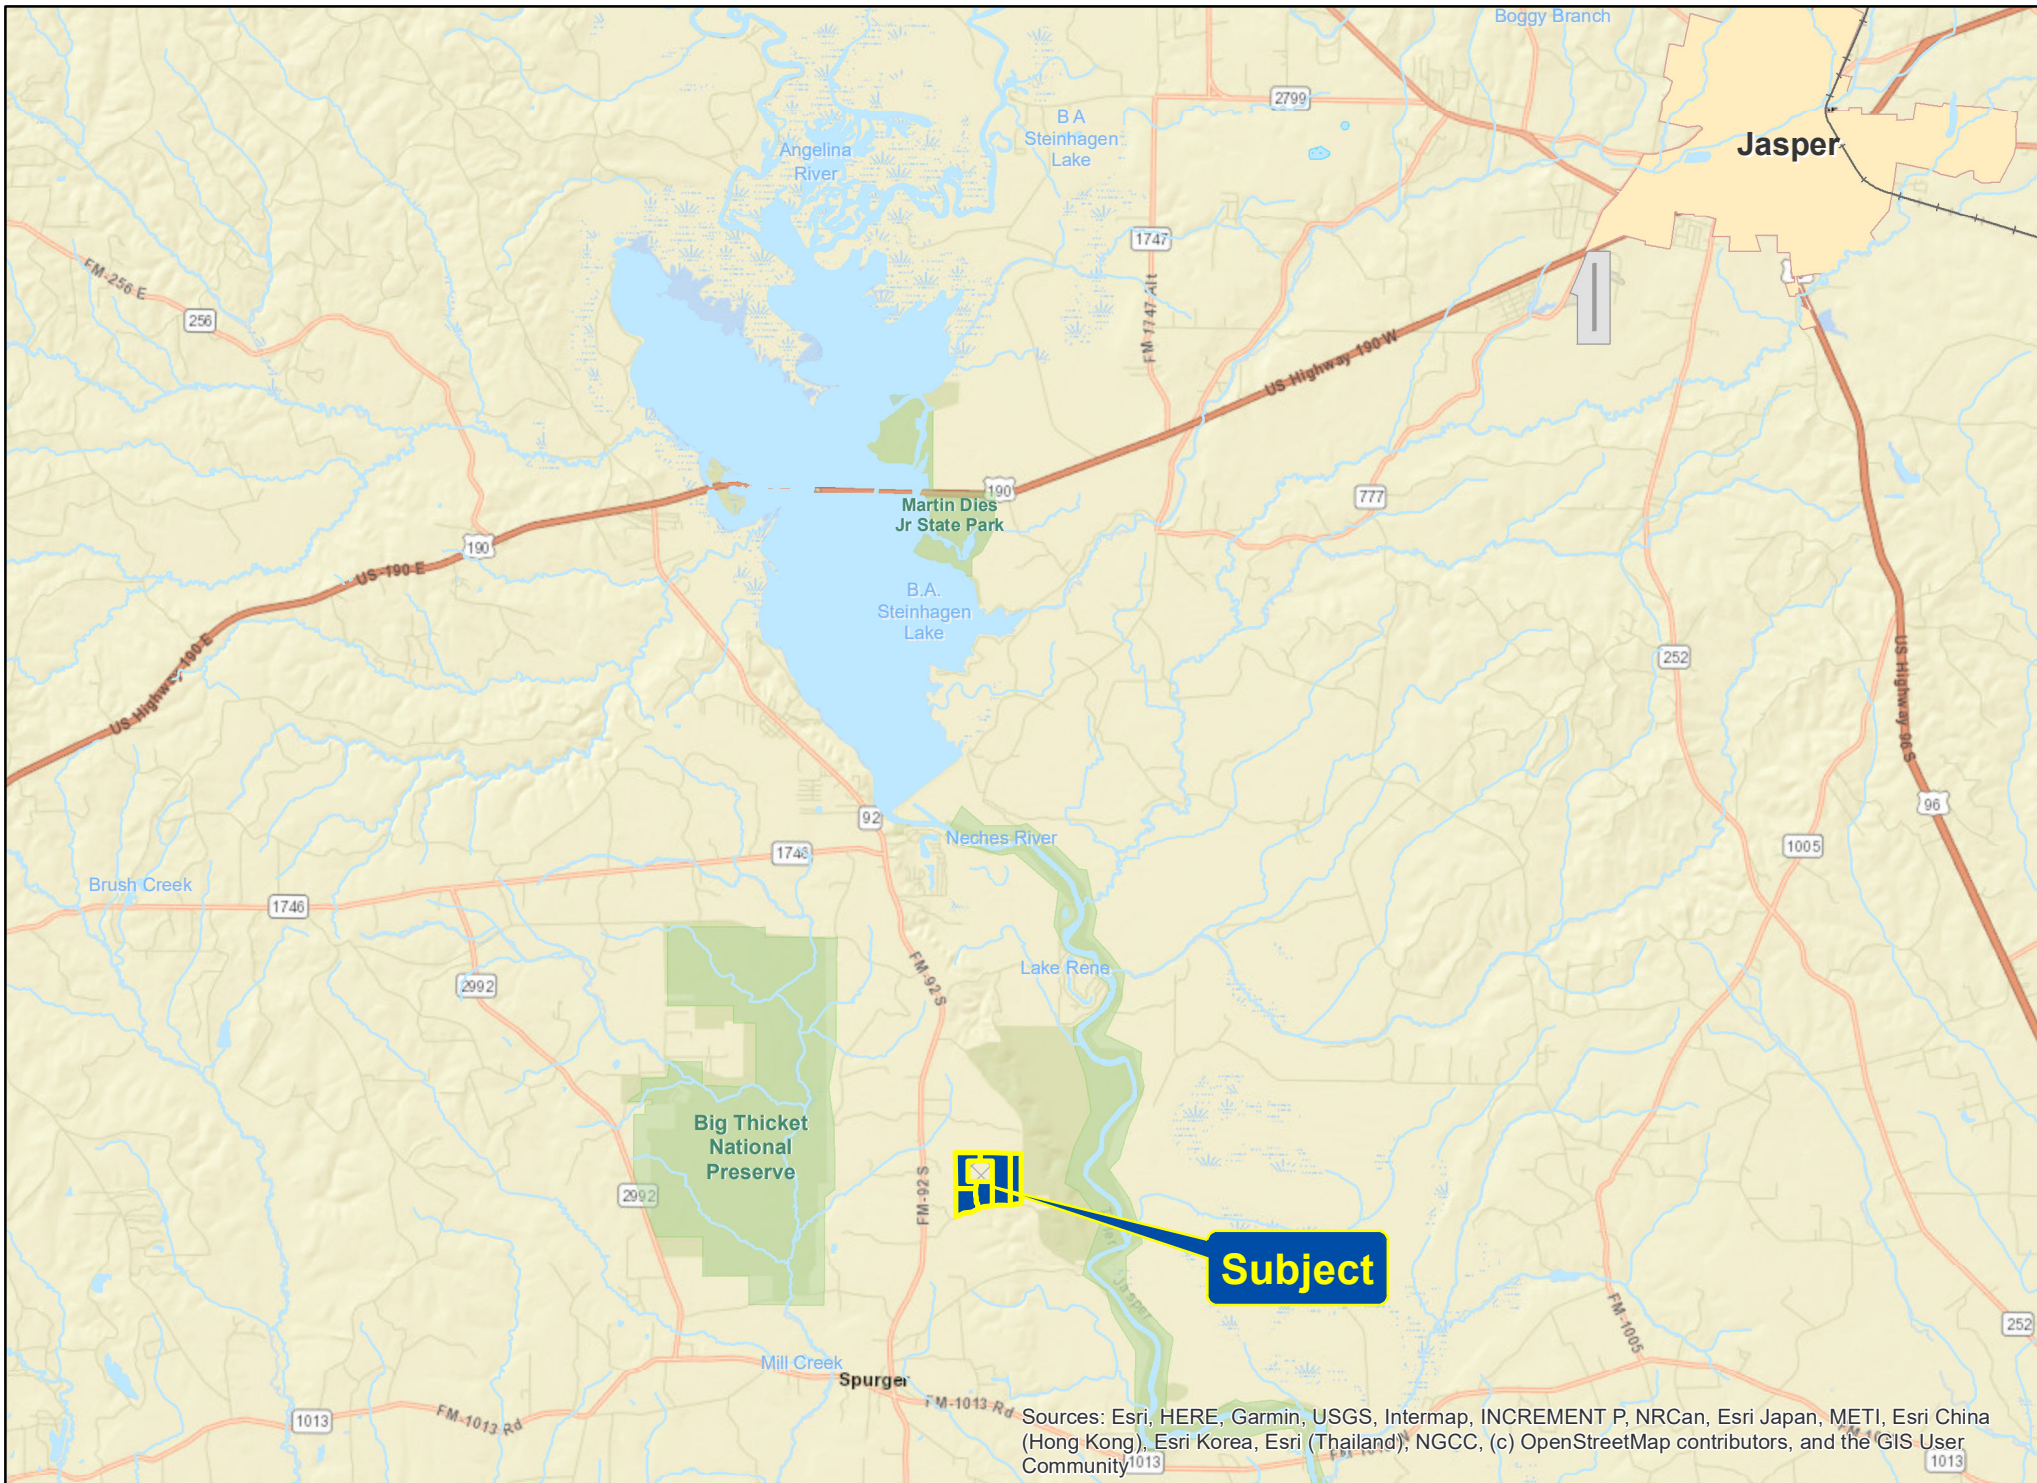 Boggy Branch
2799
B A
Steinhagen
Lake
Jasper
Angelina
River
1747
FM-256 E
256
FM 1747 Alt
US Highway 190 W
190
Martin Dies
Jr State Park
777
190
US -190 E
B.A.
Steinhagen
Lake
US Highway 190 E
252
US Highway 96 S
96
92
Neches River
1746
1005
Brush Creek
1746
Lake Rene
FM-92 S
2992
Big Thicket
National
Preserve
FM-92 S
2992
Subject
Jasper
FM-1005
252
Mill Creek
Spurger
FM-1013 Rd
1013
FM-1013 Rd
Sources: Esri, HERE, Garmin, USGS, Intermap, INCREMENT P, NRCan, Esri Japan, METI, Esri China
(Hong Kong), Esri Korea, Esri (Thailand), NGCC, (c) OpenStreetMap contributors, and the GIS User
Community
1013
1013